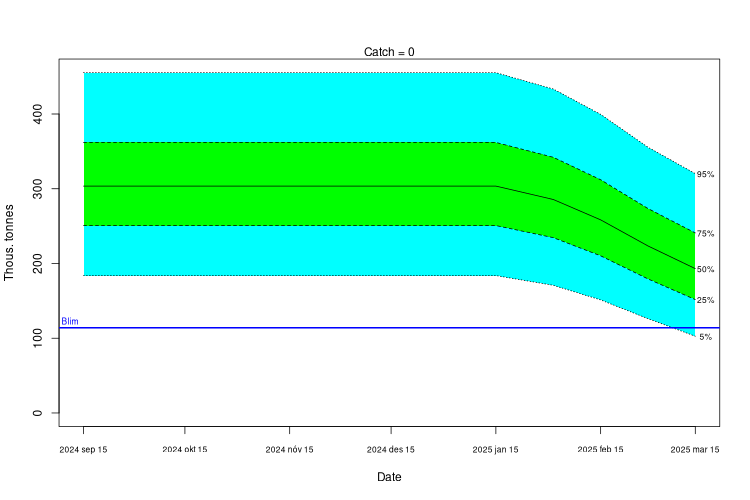 Catch = 0
Thous. tonnes
400
300
200
100
0
Blim
95%
75%
50%
25%
5%
2024 sep 15 2024 okt 15 2024 nóv 15 2024 des 15 2025 jan 15 2025 feb 15 2025 mar 15
Date